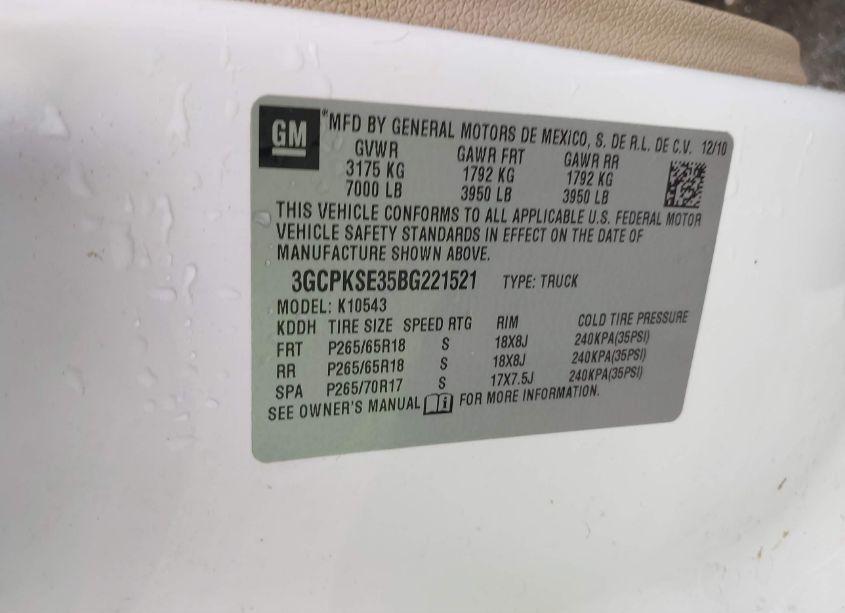 GM
*MFD BY GENERAL MOTORS DE MEXICO, S. DE R.L. DE C.V. 12/10
GVWR GAWR FRT GAWR RR
3175 KG 1792 KG 1792 KG
7000 LB 3950 LB 3950 LB
THIS VEHICLE CONFORMS TO ALL APPLICABLE U.S. FEDERAL MOTOR
VEHICLE SAFETY STANDARDS IN EFFECT ON THE DATE OF
MANUFACTURE SHOWN ABOVE.
3GCPKSE35BG221521 TYPE: TRUCK
MODEL: K10543
KDDH TIRE SIZE SPEED RTG RIM COLD TIRE PRESSURE
FRT P265/65R18 S 18X8J 240KPA(35PSI)
RR P265/65R18 S 18X8J 240KPA(35PSI)
SPA P265/70R17 S 17X7.5J 240KPA(35PSI)
SEE OWNER'S MANUAL FOR MORE INFORMATION.